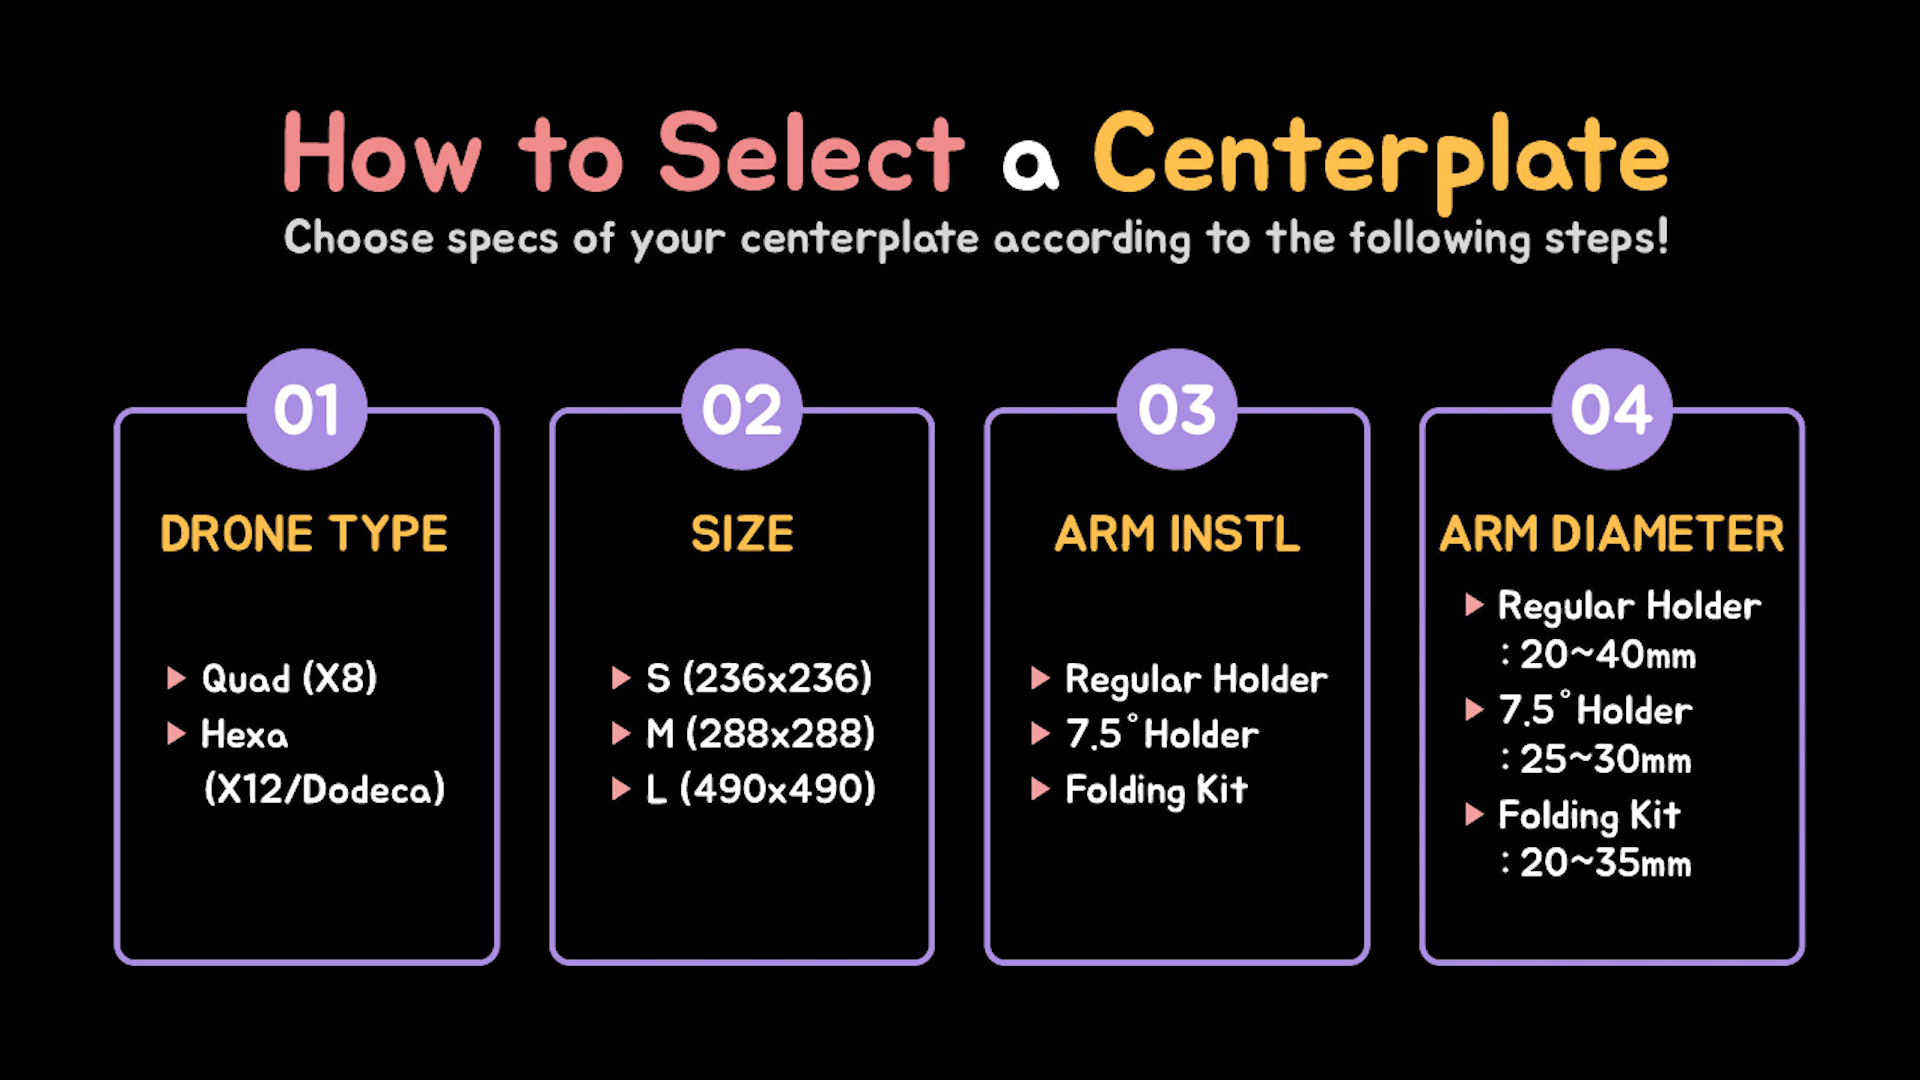 How to Select a Centerplate
Choose specs of your centerplate according to the following steps!
01
DRONE TYPE
Quad (X8)
Hexa
(X12/Dodeca)
02
SIZE
S (236x236)
M (288x288)
L (490x490)
03
ARM INSTL
Regular Holder
7.5° Holder
Folding Kit
04
ARM DIAMETER
Regular Holder
: 20~40mm
7.5° Holder
: 25~30mm
Folding Kit
: 20~35mm